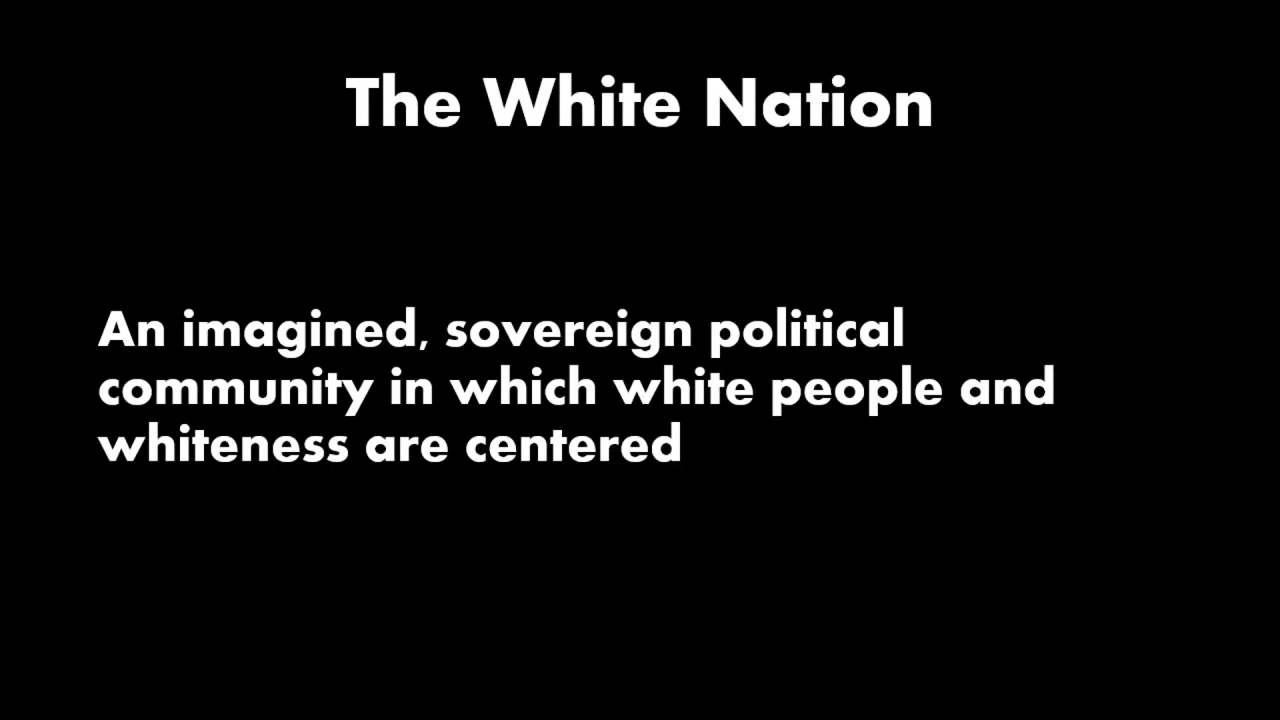 The White Nation
An imagined, sovereign political
community in which white people and
whiteness are centered